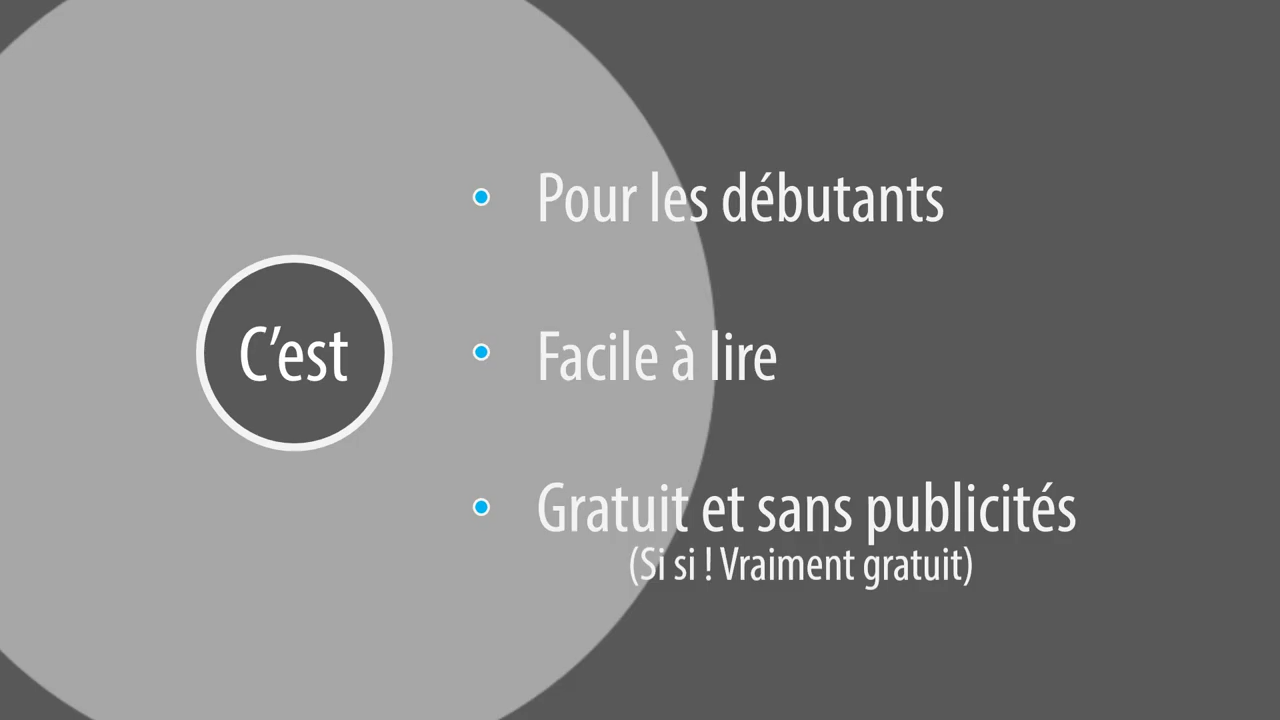 C’est
Pour les débutants
Facile à lire
Gratuit et sans publicités
(Si si ! Vraiment gratuit)